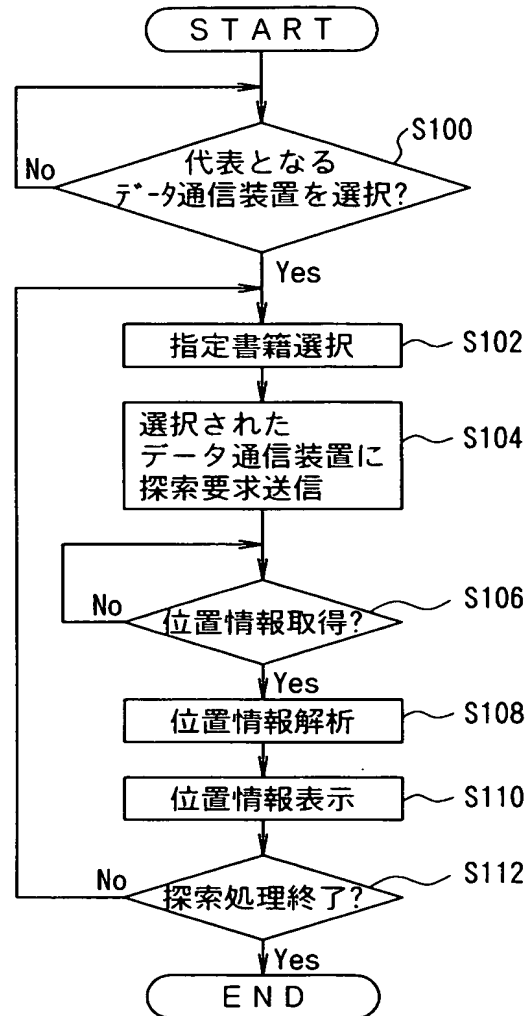 START
S100
代表となる
データ通信装置を選択?
No
Yes
指定書籍選択
S102
選択された
データ通信装置に
探索要求送信
S104
位置情報取得?
S106
No
Yes
位置情報解析
S108
位置情報表示
S110
探索処理終了?
S112
No
Yes
END